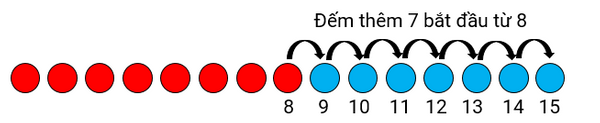 Đếm thêm 7 bắt đầu từ 8
8 9 10 11 12 13 14 15